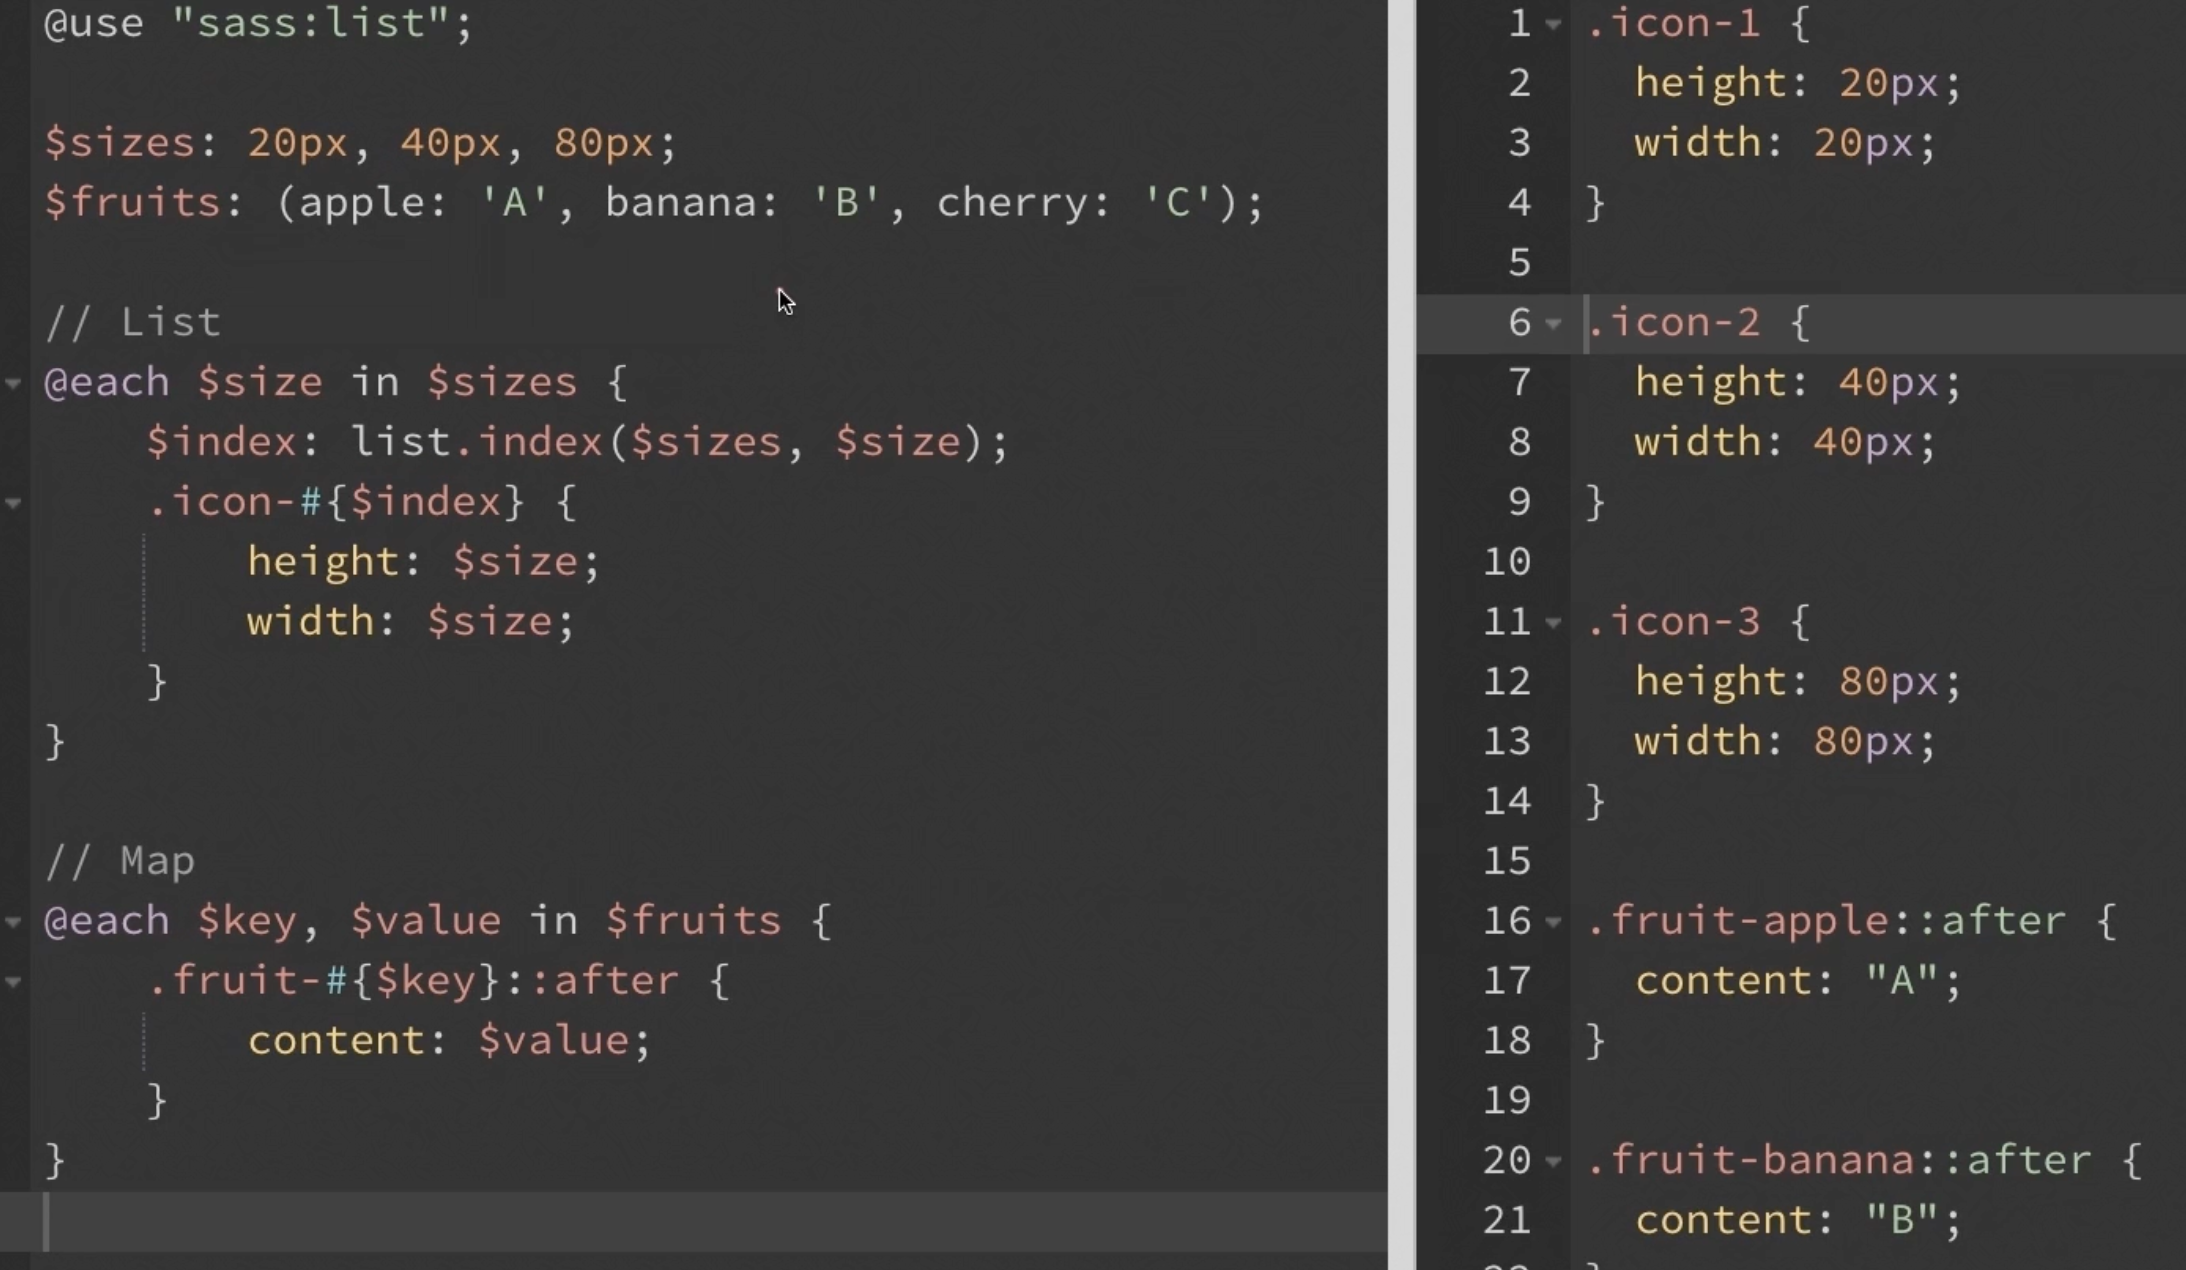 @use "sass:list";

$sizes: 20px, 40px, 80px;
$fruits: (apple: 'A', banana: 'B', cherry: 'C');

// List
@each $size in $sizes {
    $index: list.index($sizes, $size);
    .icon-#{$index} {
        height: $size;
        width: $size;
    }
}

// Map
@each $key, $value in $fruits {
    .fruit-#{$key}::after {
        content: $value;
    }
}

1 .icon-1 {
2   height: 20px;
3   width: 20px;
4 }
5
6 .icon-2 {
7   height: 40px;
8   width: 40px;
9 }
10
11 .icon-3 {
12   height: 80px;
13   width: 80px;
14 }
15
16 .fruit-apple::after {
17   content: "A";
18 }
19
20 .fruit-banana::after {
21   content: "B";